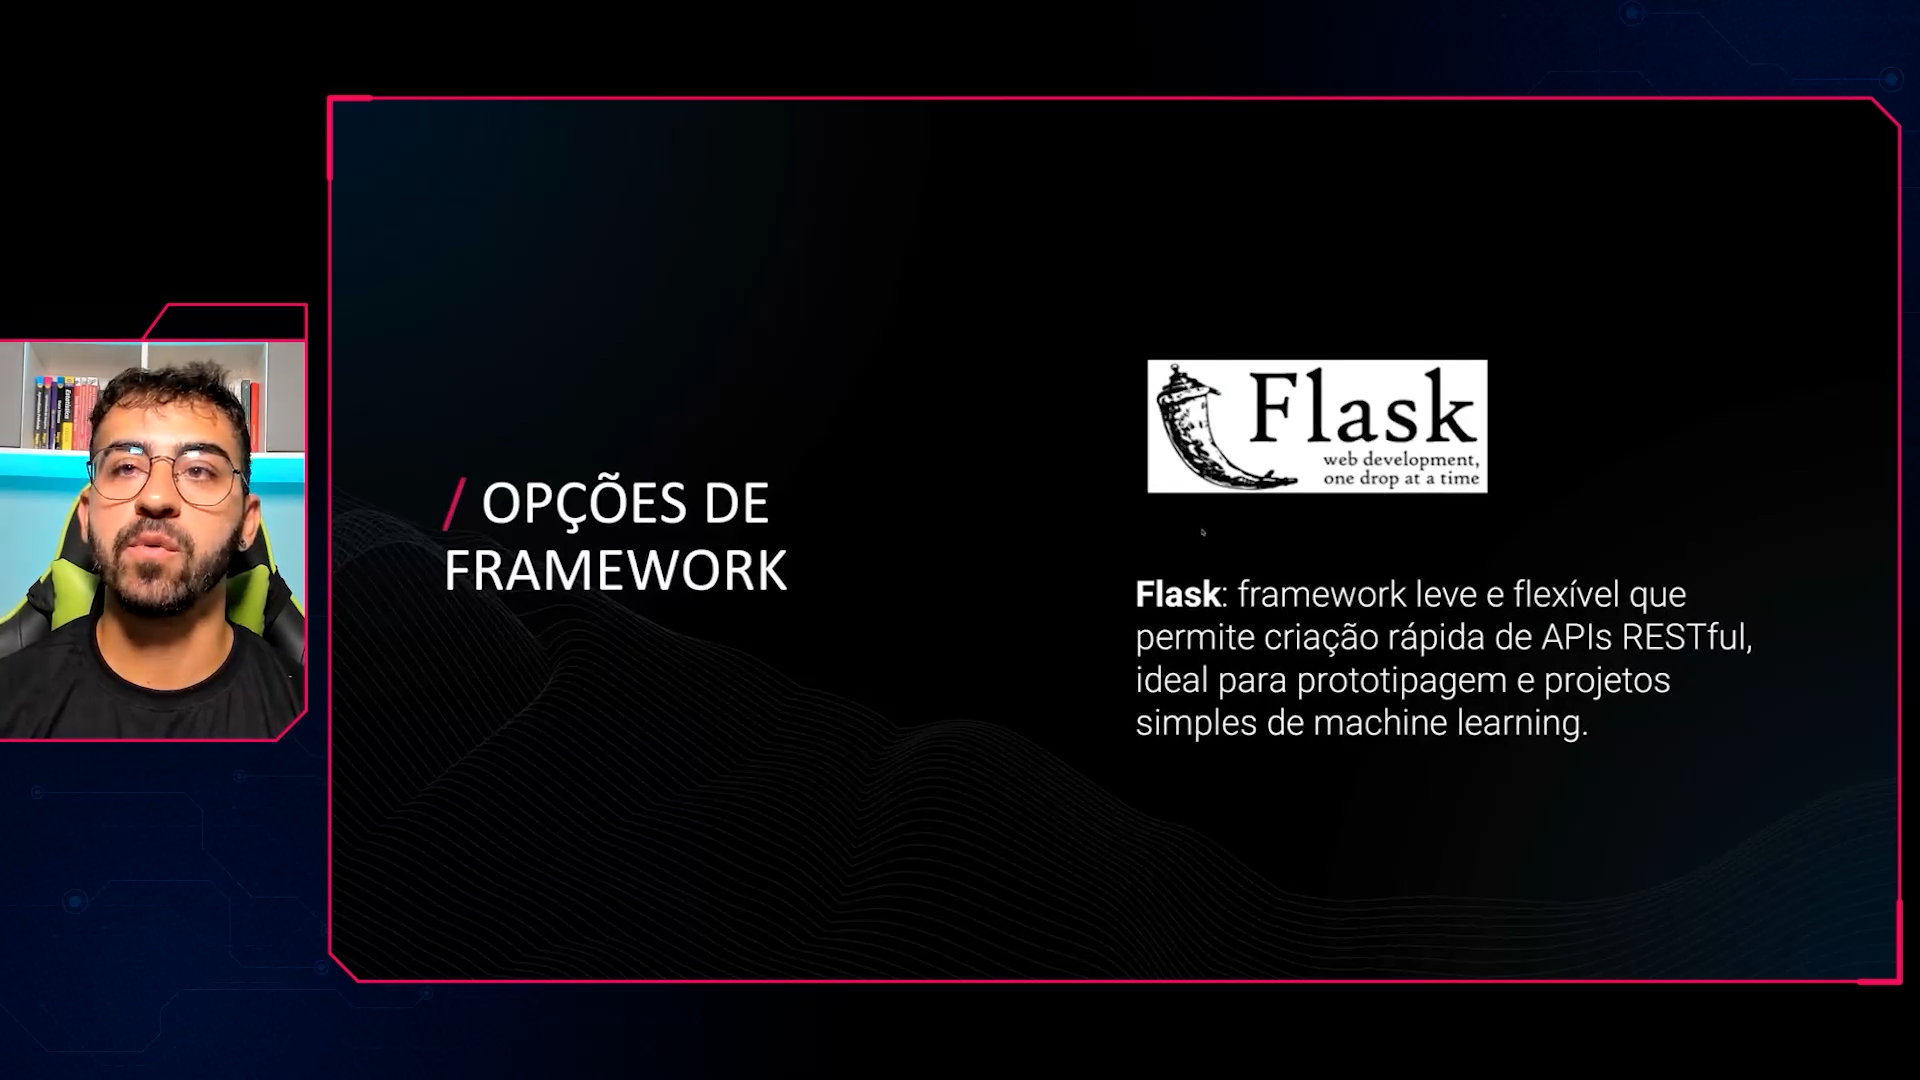 / OPÇÕES DE
FRAMEWORK
Flask
web development,
one drop at a time
Flask: framework leve e flexível que
permite criação rápida de APIs RESTful,
ideal para prototipagem e projetos
simples de machine learning.